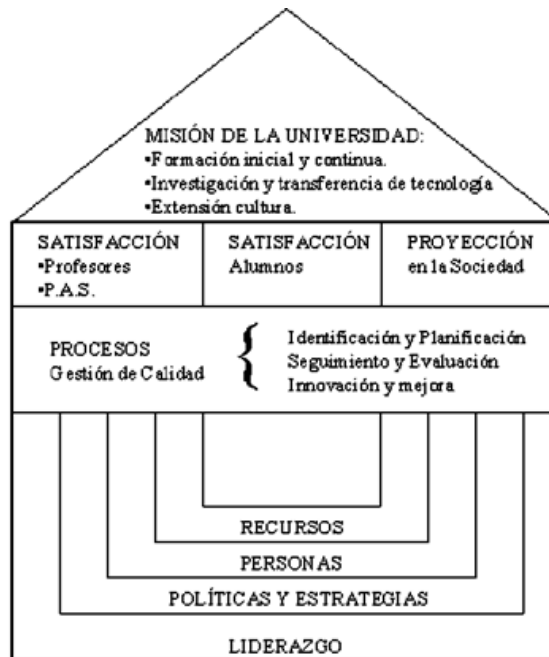 MISIÓN DE LA UNIVERSIDAD:
•Formación inicial y continua.
•Investigación y transferencia de tecnología
•Extensión cultura.
SATISFACCIÓN
•Profesores
•P.A.S.
SATISFACCIÓN
Alumnos
PROYECCIÓN
en la Sociedad
PROCESOS
Gestión de Calidad
Identificación y Planificación
Seguimiento y Evaluación
Innovación y mejora
RECURSOS
PERSONAS
POLÍTICAS Y ESTRATEGIAS
LIDERAZGO